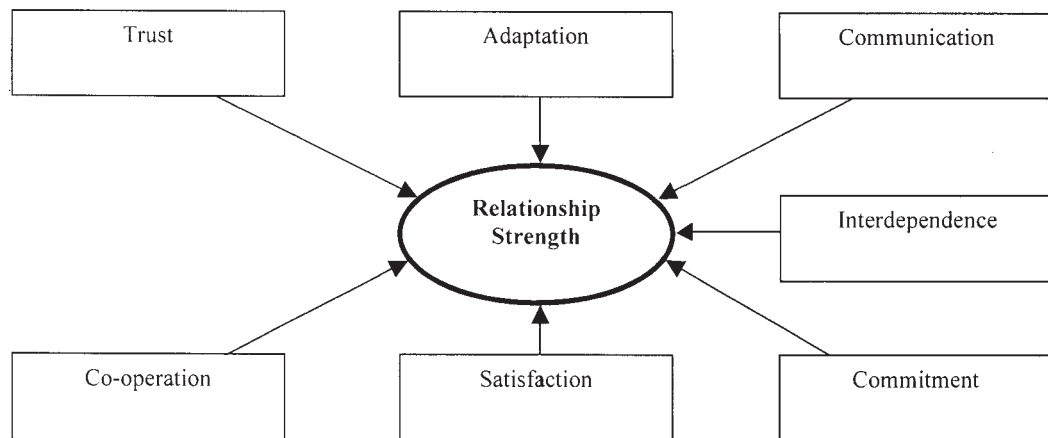 Trust
Adaptation
Communication
Relationship
Strength
Interdependence
Co-operation
Satisfaction
Commitment